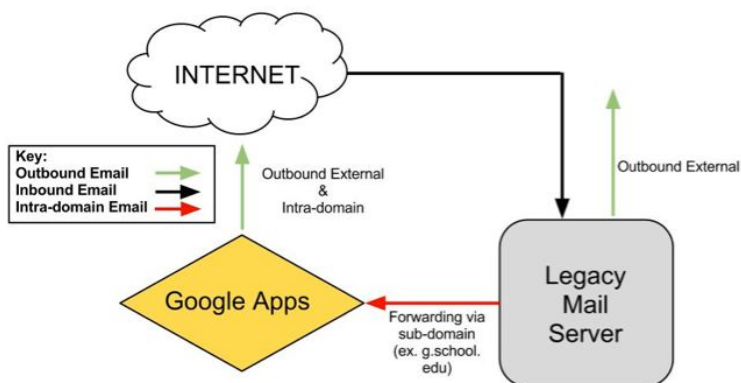 INTERNET
Key:
Outbound Email
Inbound Email
Intra-domain Email
Outbound External
&
Intra-domain
Outbound External
Google Apps
Forwarding via
sub-domain
(ex. g.school.
edu)
Legacy
Mail
Server